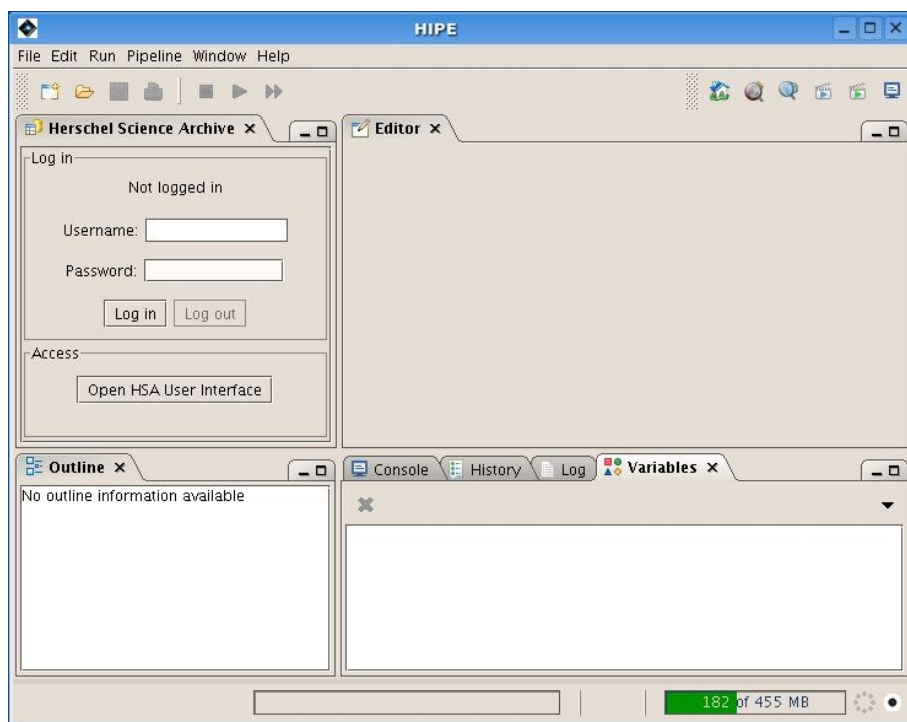 HIPE
File Edit Run Pipeline Window Help
Herschel Science Archive
Editor
Log in
Not logged in
Username:
Password:
Log in Log out
Access
Open HSA User Interface
Outline
No outline information available
Console History Log Variables
182 of 455 MB